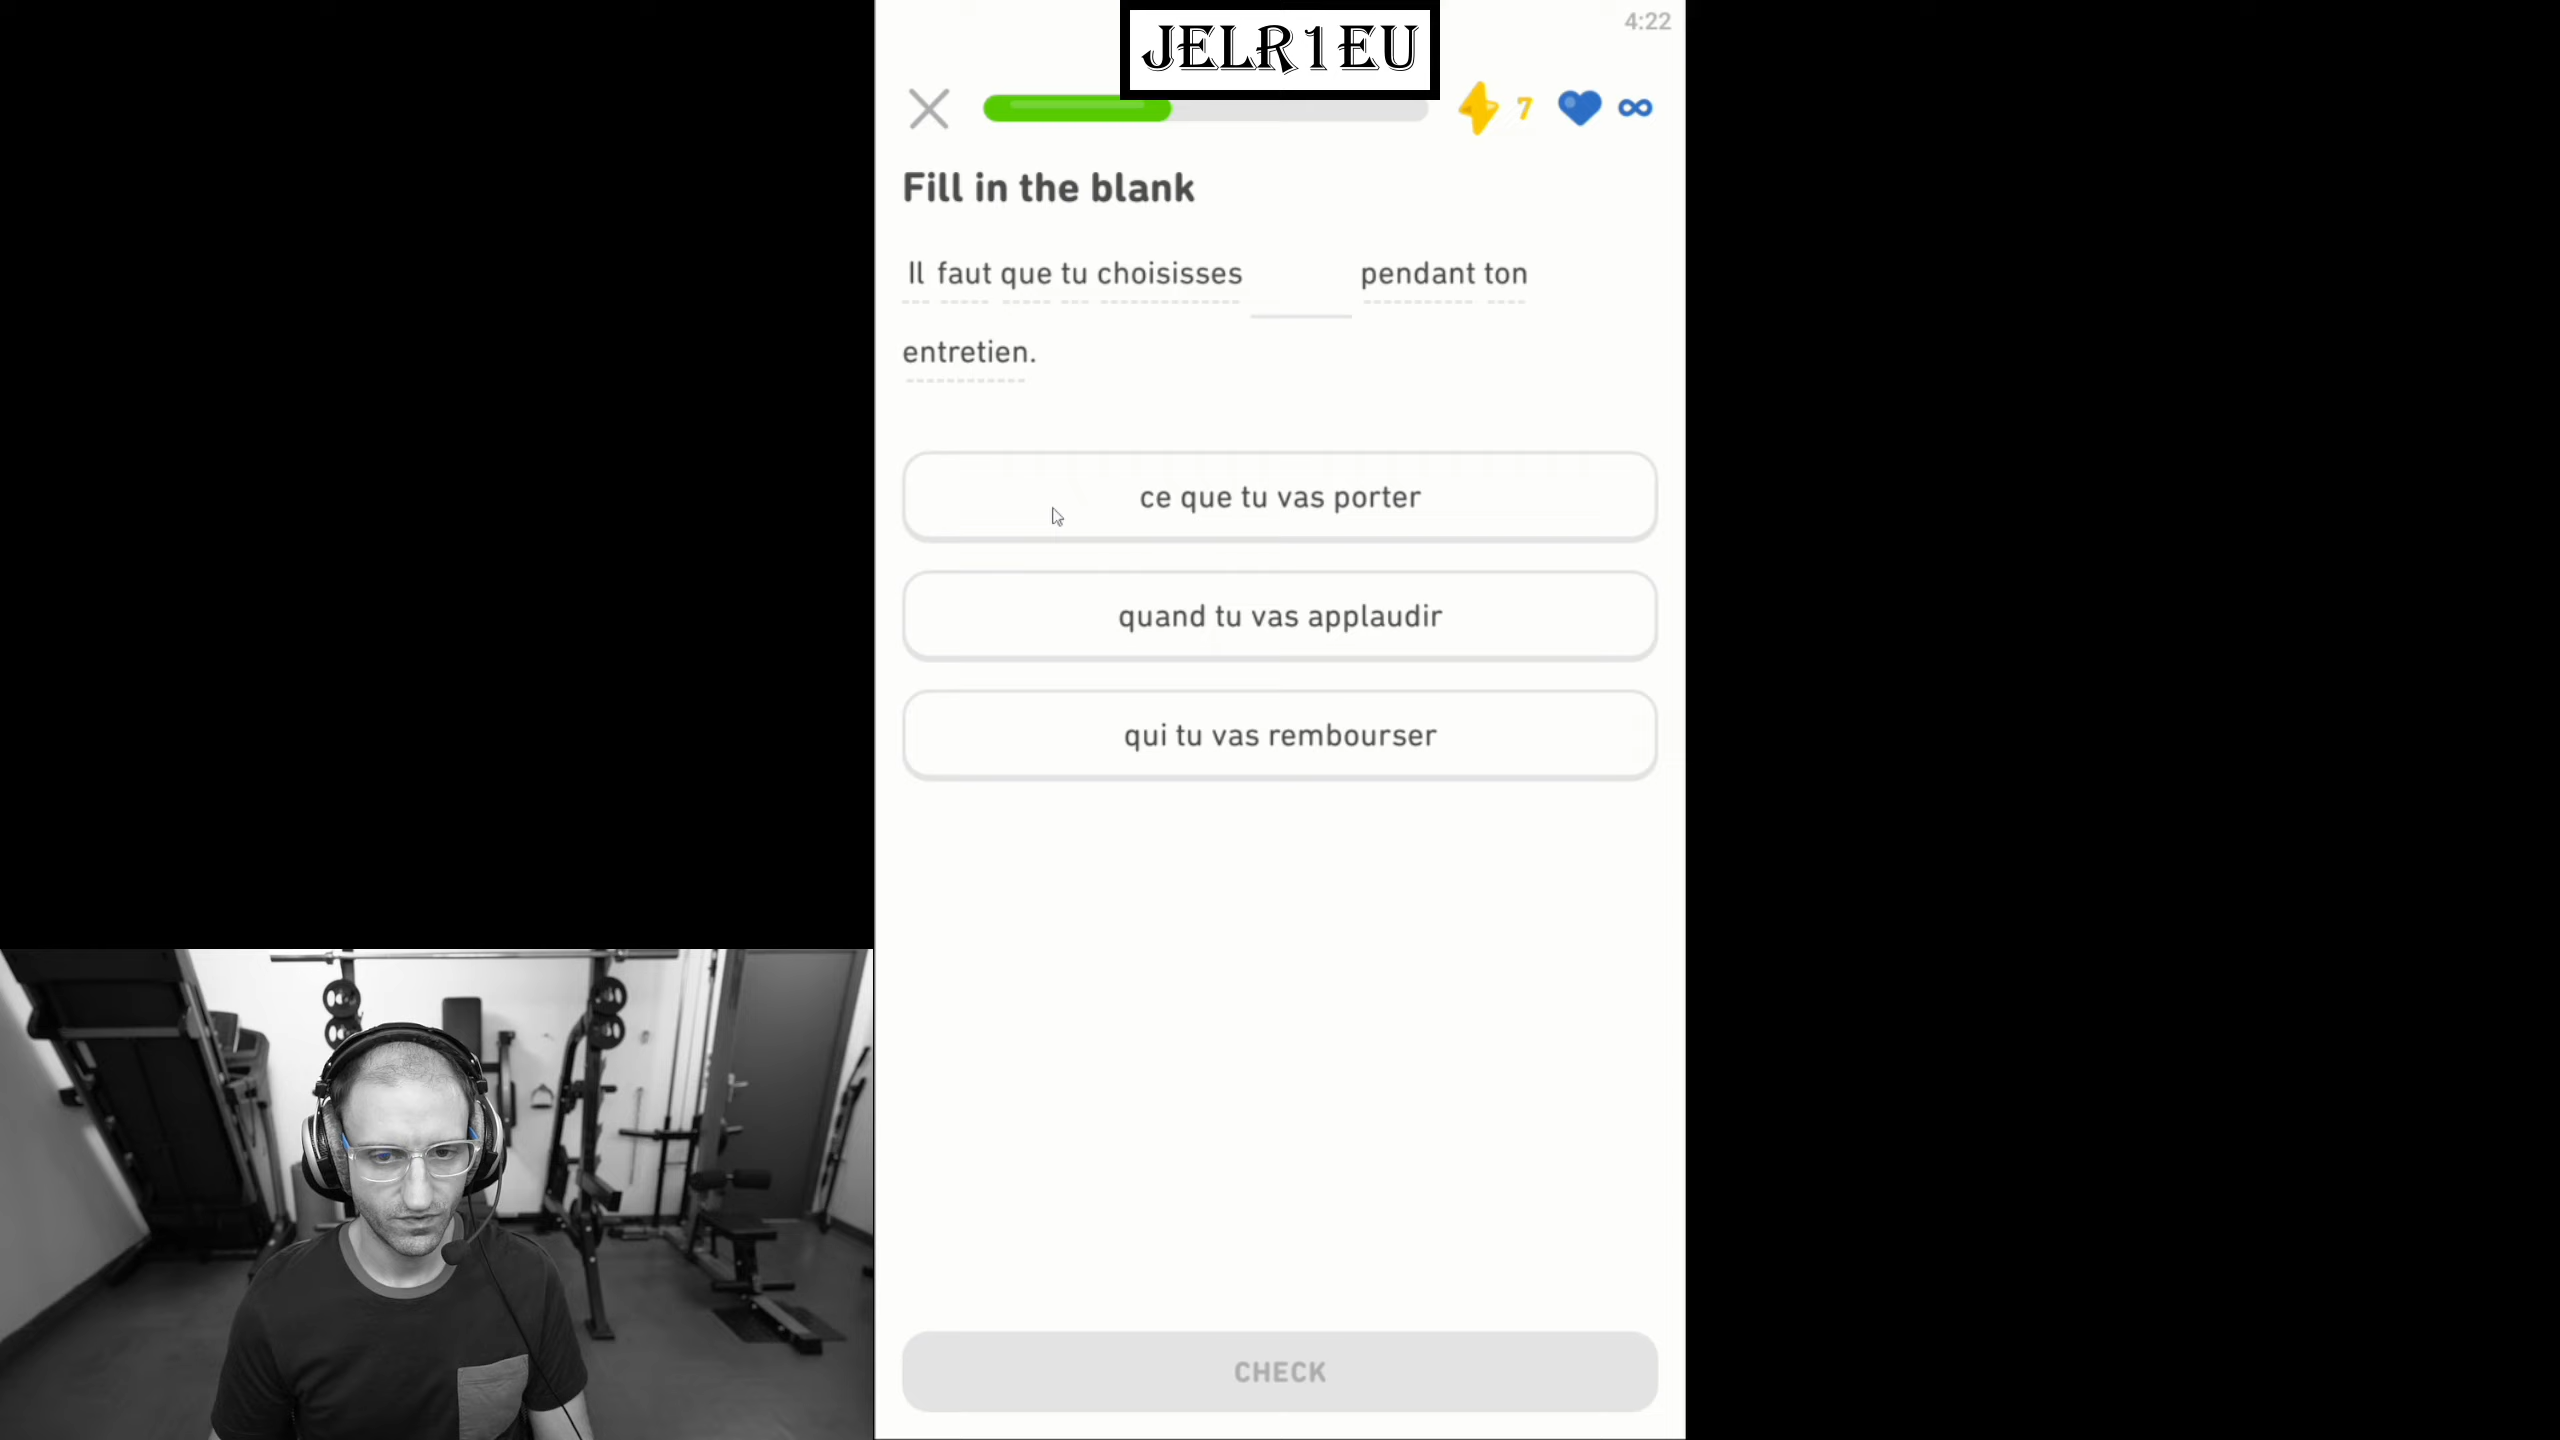 JELR1EU
4:22
7 ∞
Fill in the blank
Il faut que tu choisisses ______ pendant ton
entretien.
ce que tu vas porter
quand tu vas applaudir
qui tu vas rembourser
CHECK